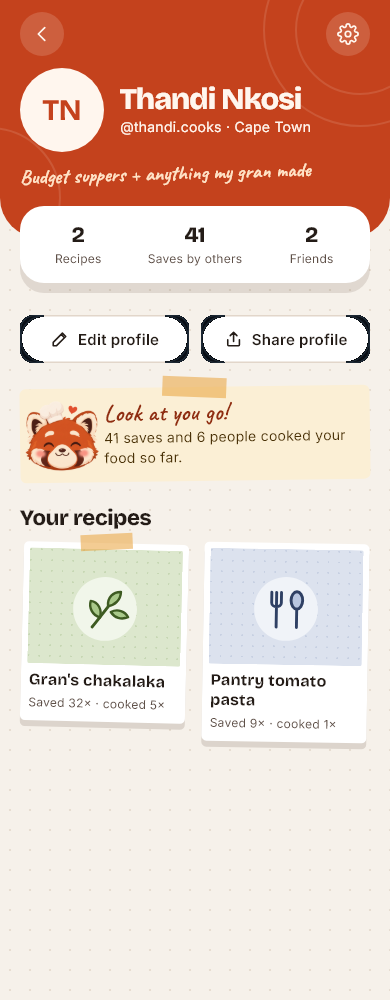 TN
Thandi Nkosi
@thandi.cooks · Cape Town
Budget suppers + anything my gran made
2
41
2
Recipes
Saves by others
Friends
Edit profile
Share profile
Look at you go!
41 saves and 6 people cooked your
food so far.
Your recipes
Gran's chakalaka
Saved 32× · cooked 5×
Pantry tomato
pasta
Saved 9× · cooked 1×